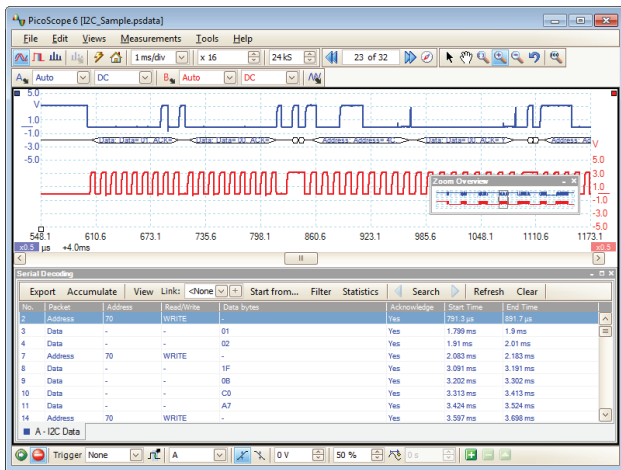 PicoScope 6 [I2C_Sample.psdata]
File Edit Views Measurements Tools Help
1 ms/div x 16 24 kS 23 of 32
A Auto DC B Auto DC
5.0
V
1.0
-1.0
-3.0
-5.0
Data: Data= 01, ACK= Data: Data= 00, ACK= Address: Address= 4C, Data: Data= 00, ACK=Y Address: Ad
V
5.0
3.0
1.0
-1.0
-3.0
-5.0
Zoom Overview
548.1 610.6 673.1 735.6 798.1 860.6 923.1 985.6 1048.1 1110.6 1173.1
x0.5 µs +4.0ms x0.5
Serial Decoding
Export Accumulate View Link: <None Start from... Filter Statistics Search Refresh Clear
No. Packet Address Read/Write Data bytes Acknowledge Start Time End Time
2 Address 70 WRITE - Yes 791.3 µs 891.7 µs
3 Data - - 01 Yes 1.799 ms 1.9 ms
4 Data - - 02 Yes 1.91 ms 2.01 ms
7 Address 70 WRITE - Yes 2.083 ms 2.183 ms
8 Data - - 1F Yes 3.091 ms 3.191 ms
9 Data - - 0B Yes 3.202 ms 3.302 ms
10 Data - - C0 Yes 3.313 ms 3.413 ms
11 Data - - A7 Yes 3.424 ms 3.524 ms
14 Address 70 WRITE - Yes 3.597 ms 3.698 ms
A - I2C Data
Trigger None A 0 V 50 % 0 s